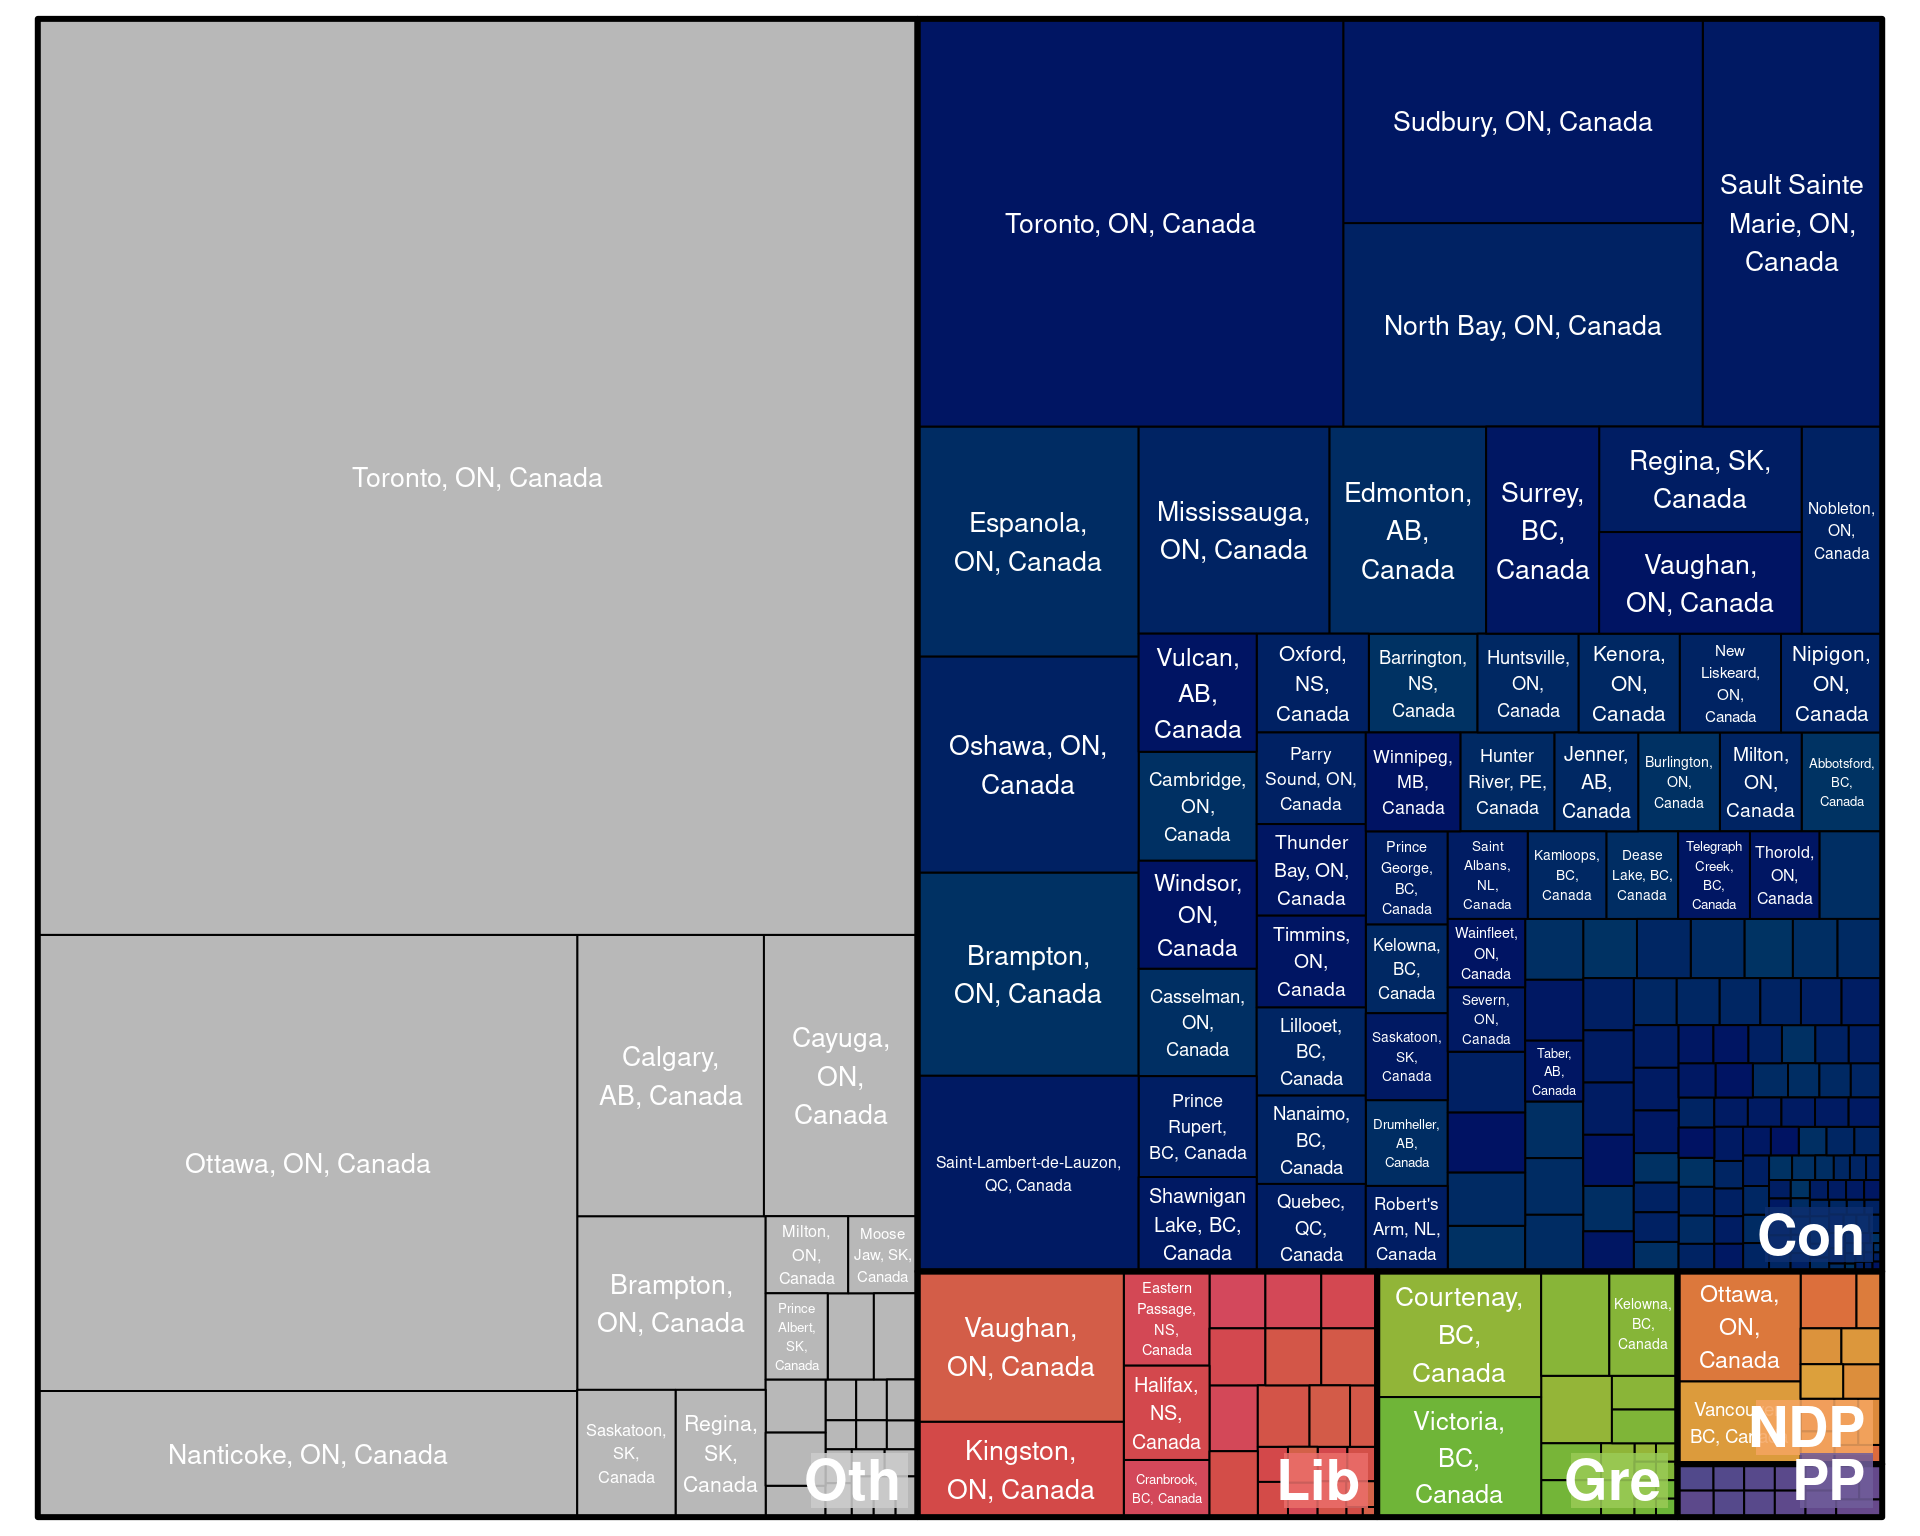 Toronto, ON, Canada
Ottawa, ON, Canada
Nanticoke, ON, Canada
Calgary,
AB, Canada
Cayuga,
ON,
Canada
Brampton,
ON, Canada
Milton,
ON,
Canada
Moose
Jaw, SK,
Canada
Prince
Albert,
SK,
Canada
Saskatoon,
SK,
Canada
Regina,
SK,
Canada
Oth
Toronto, ON, Canada
Sudbury, ON, Canada
North Bay, ON, Canada
Sault Sainte
Marie, ON,
Canada
Espanola,
ON, Canada
Oshawa, ON,
Canada
Brampton,
ON, Canada
Saint-Lambert-de-Lauzon,
QC, Canada
Mississauga,
ON, Canada
Edmonton,
AB,
Canada
Surrey,
BC,
Canada
Regina, SK,
Canada
Vaughan,
ON, Canada
Nobleton,
ON,
Canada
Vulcan,
AB,
Canada
Cambridge,
ON,
Canada
Windsor,
ON,
Canada
Casselman,
ON,
Canada
Prince
Rupert,
BC, Canada
Shawnigan
Lake, BC,
Canada
Oxford,
NS,
Canada
Barrington,
NS,
Canada
Huntsville,
ON,
Canada
Kenora,
ON,
Canada
New
Liskeard,
ON,
Canada
Nipigon,
ON,
Canada
Parry
Sound, ON,
Canada
Thunder
Bay, ON,
Canada
Timmins,
ON,
Canada
Lillooet,
BC,
Canada
Nanaimo,
BC,
Canada
Quebec,
QC,
Canada
Winnipeg,
MB,
Canada
Hunter
River, PE,
Canada
Jenner,
AB,
Canada
Burlington,
ON,
Canada
Milton,
ON,
Canada
Abbotsford,
BC,
Canada
Prince
George,
BC,
Canada
Kelowna,
BC,
Canada
Saskatoon,
SK,
Canada
Drumheller,
AB,
Canada
Robert's
Arm, NL,
Canada
Saint
Albans,
NL,
Canada
Kamloops,
BC,
Canada
Dease
Lake, BC,
Canada
Telegraph
Creek,
BC,
Canada
Thorold,
ON,
Canada
Wainfleet,
ON,
Canada
Severn,
ON,
Canada
Taber,
AB,
Canada
Con
Vaughan,
ON, Canada
Kingston,
ON, Canada
Eastern
Passage,
NS,
Canada
Halifax,
NS,
Canada
Cranbrook,
BC, Canada
Lib
Courtenay,
BC,
Canada
Victoria,
BC,
Canada
Kelowna,
BC,
Canada
Gre
Ottawa,
ON,
Canada
BC,
NDP
PP